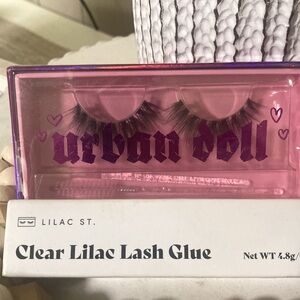 urban doll
LILAC ST.
Clear Lilac Lash Glue
Net WT 4.8g/